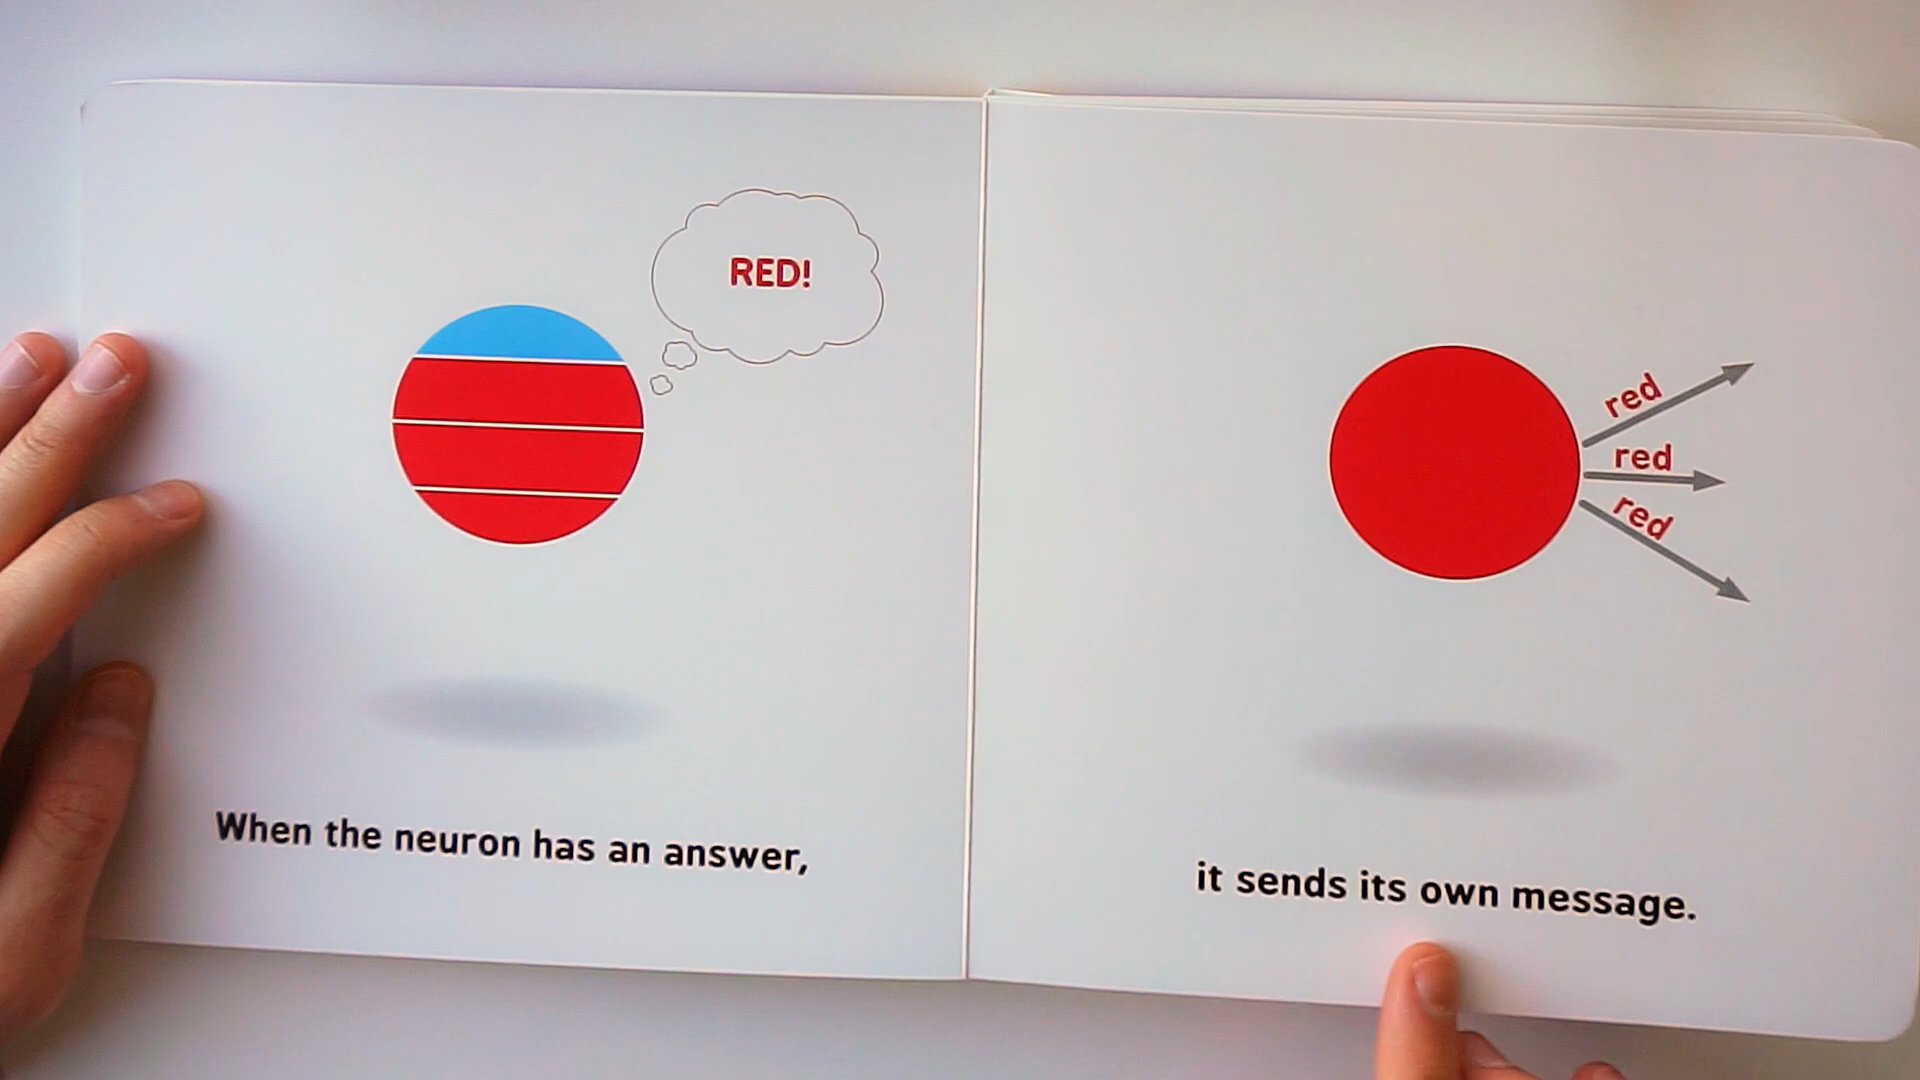 RED!
When the neuron has an answer,
red
red
red
it sends its own message.